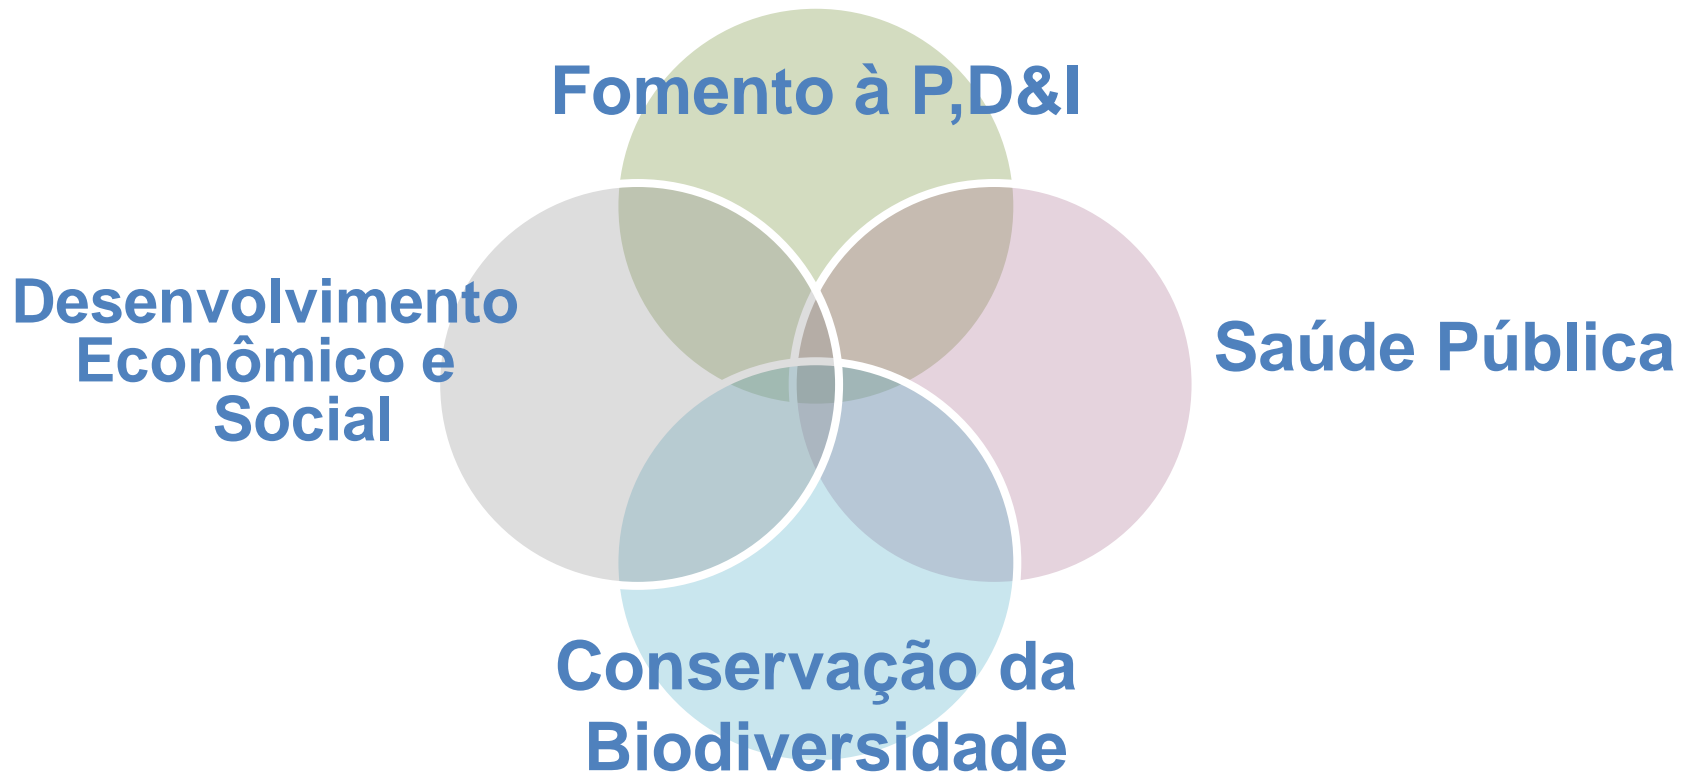 Fomento à P,D&I
Desenvolvimento
Econômico e
Social
Saúde Pública
Conservação da
Biodiversidade